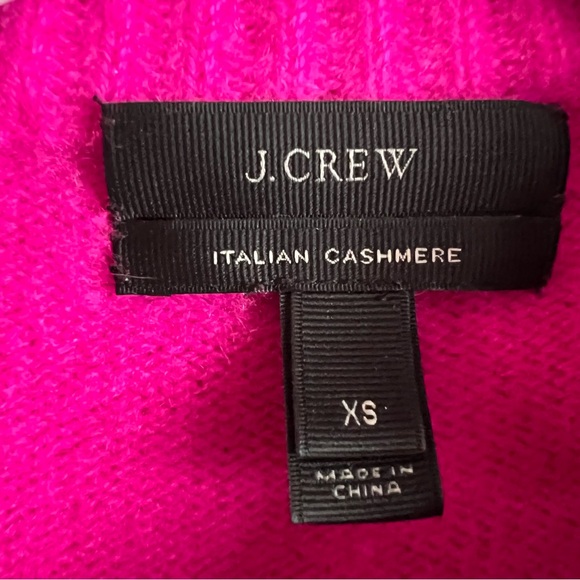 J.CREW
ITALIAN CASHMERE
XS
MADE IN
CHINA